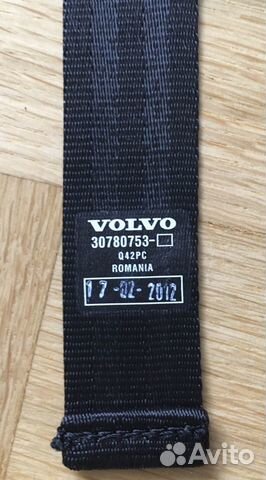 VOLVO
30780753-□
Q42PC
ROMANIA
17-02-2012
Avito